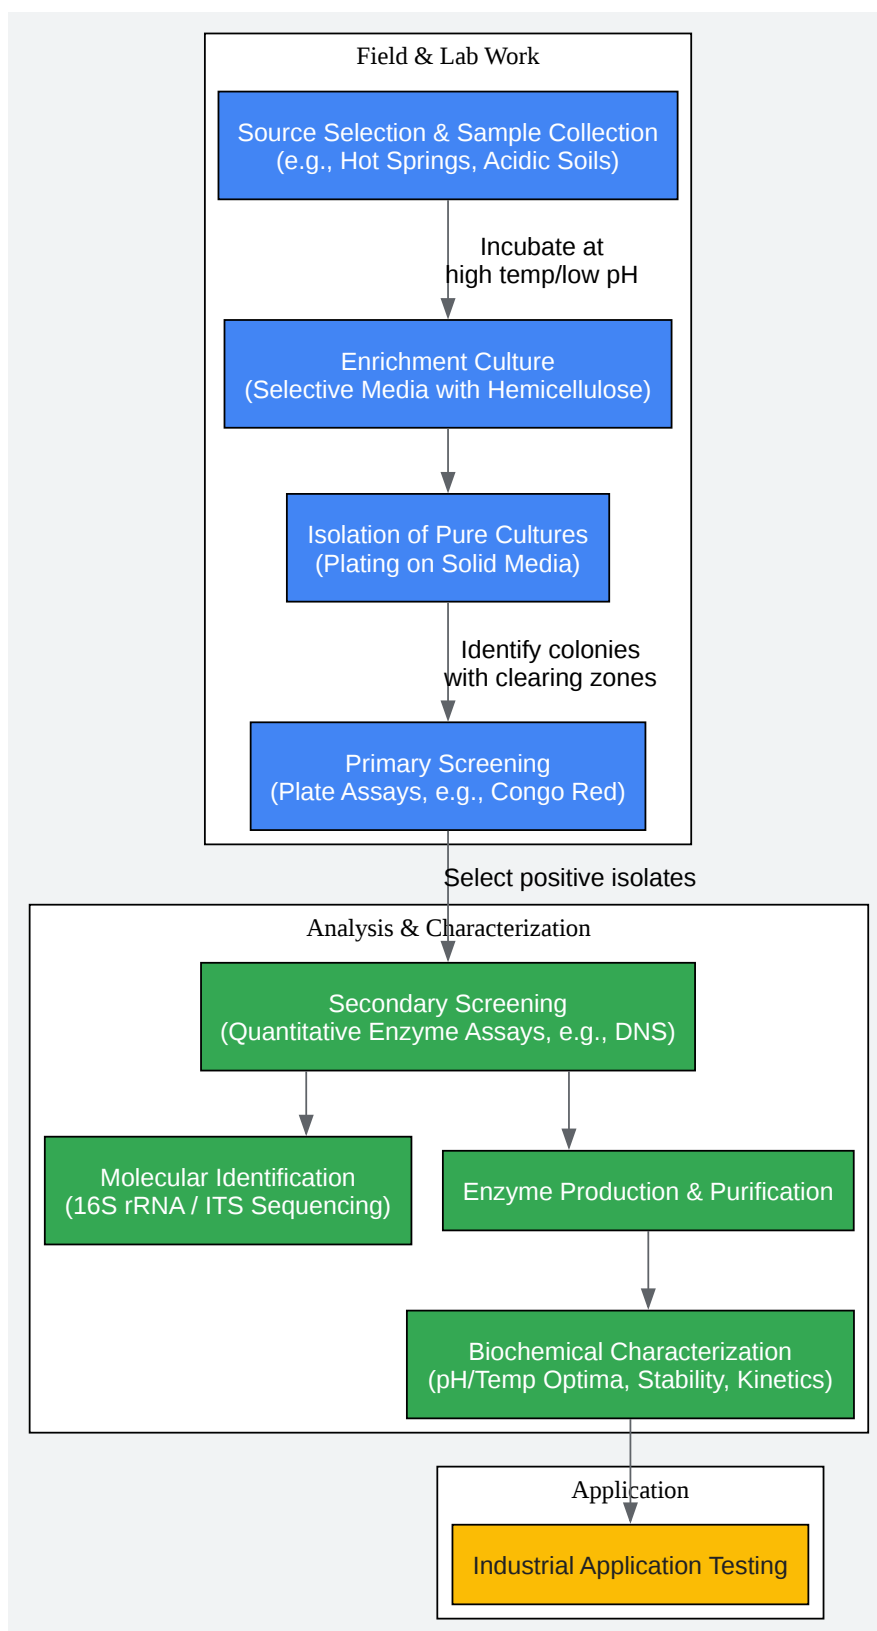 Field & Lab Work
Source Selection & Sample Collection
(e.g., Hot Springs, Acidic Soils)
Incubate at
high temp/low pH
Enrichment Culture
(Selective Media with Hemicellulose)
Isolation of Pure Cultures
(Plating on Solid Media)
Identify colonies
with clearing zones
Primary Screening
(Plate Assays, e.g., Congo Red)
Select positive isolates
Analysis & Characterization
Secondary Screening
(Quantitative Enzyme Assays, e.g., DNS)
Molecular Identification
(16S rRNA / ITS Sequencing)
Enzyme Production & Purification
Biochemical Characterization
(pH/Temp Optima, Stability, Kinetics)
Application
Industrial Application Testing